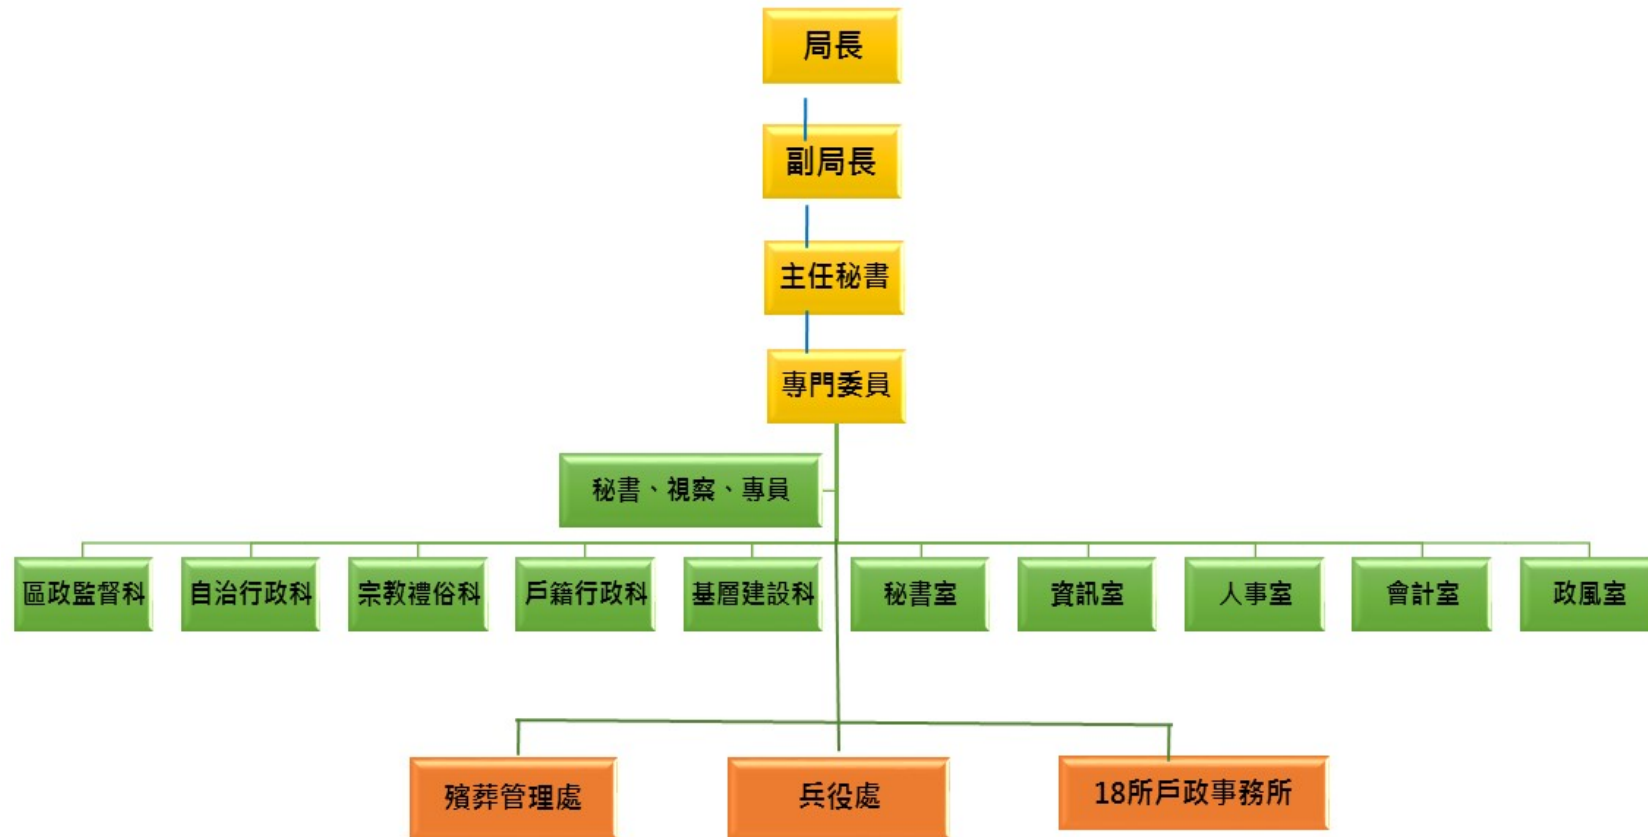 局長
副局長
主任秘書
專門委員
秘書、視察、專員
區政監督科
自治行政科
宗教禮俗科
戶籍行政科
基層建設科
秘書室
資訊室
人事室
會計室
政風室
殯葬管理處
兵役處
18所戶政事務所